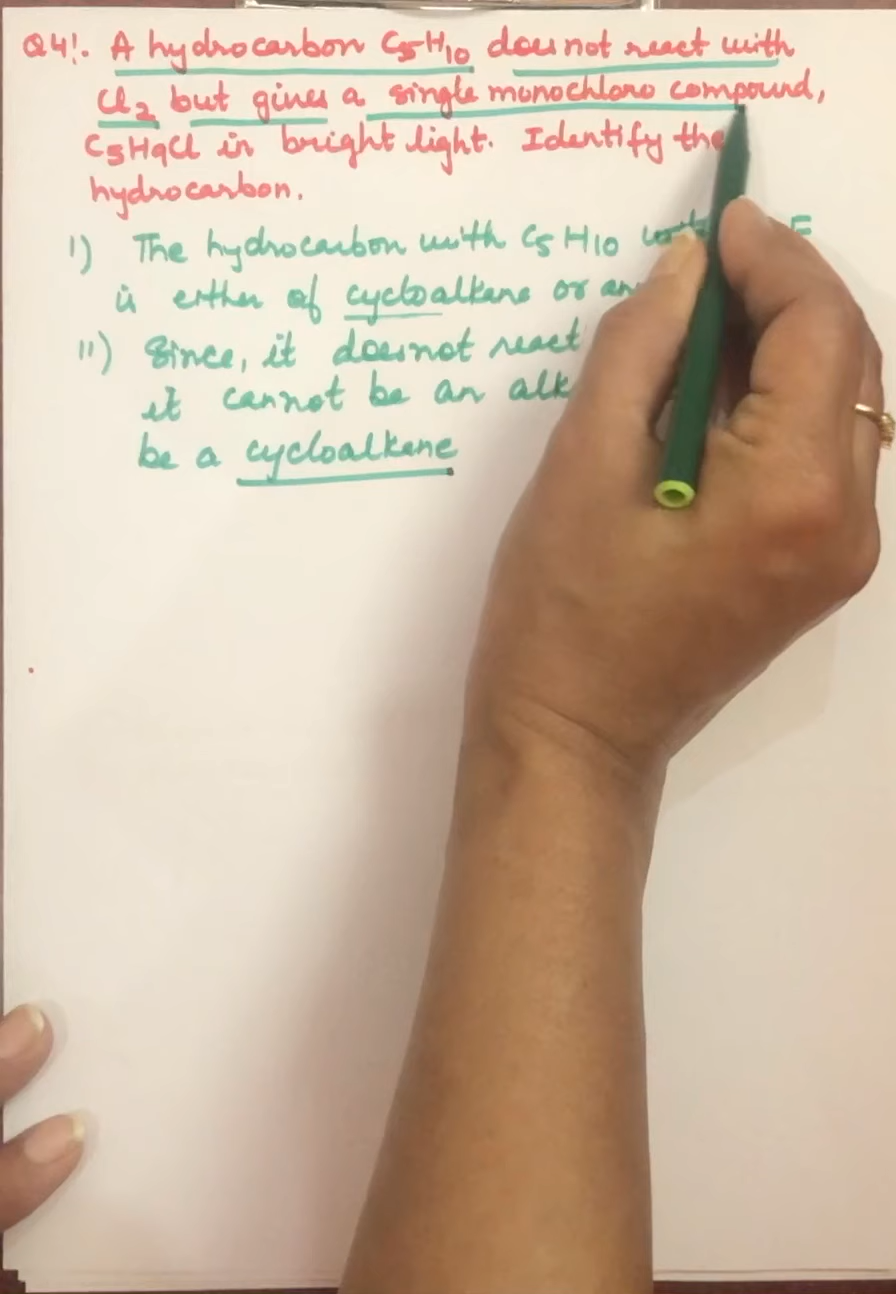 Q4!. A hydrocarbon C5H10 does not react with
Cl2 but gives a single monochloro compound,
C5H9Cl in bright light. Identify the
hydrocarbon.
1) The hydrocarbon with C5H10
is either of cycloalkane or
11) Since, it does not react
it cannot be an
be a cycloalkane